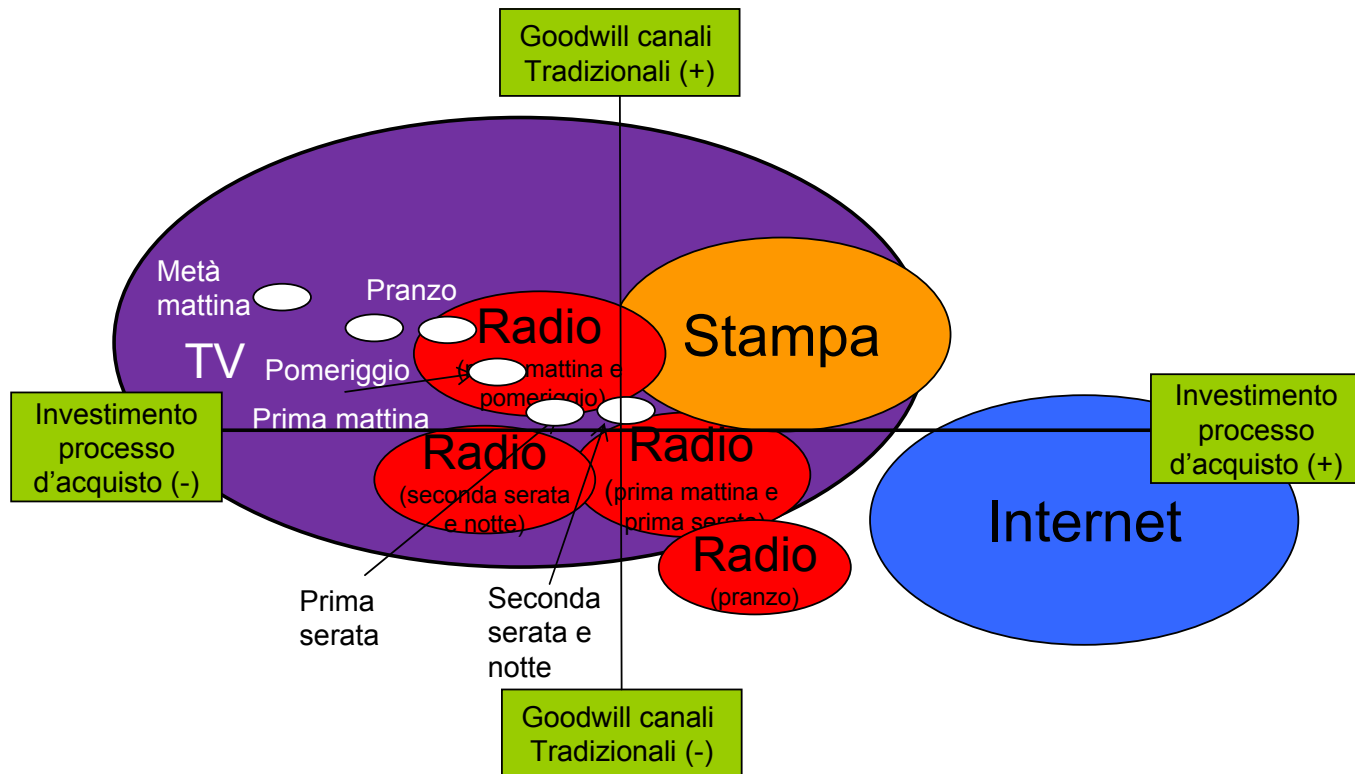 Goodwill canali
Tradizionali (+)
Metà
mattina
Pranzo
TV
Pomeriggio
Prima mattina
Radio
mattina e
pomeriggio)
Stampa
Investimento
processo
d'acquisto (-)
Investimento
processo
d'acquisto (+)
Radio
(seconda serata
e notte)
Radio
(prima mattina e
prima serata)
Radio
(pranzo)
Internet
Prima
serata
Seconda
serata e
notte
Goodwill canali
Tradizionali (-)